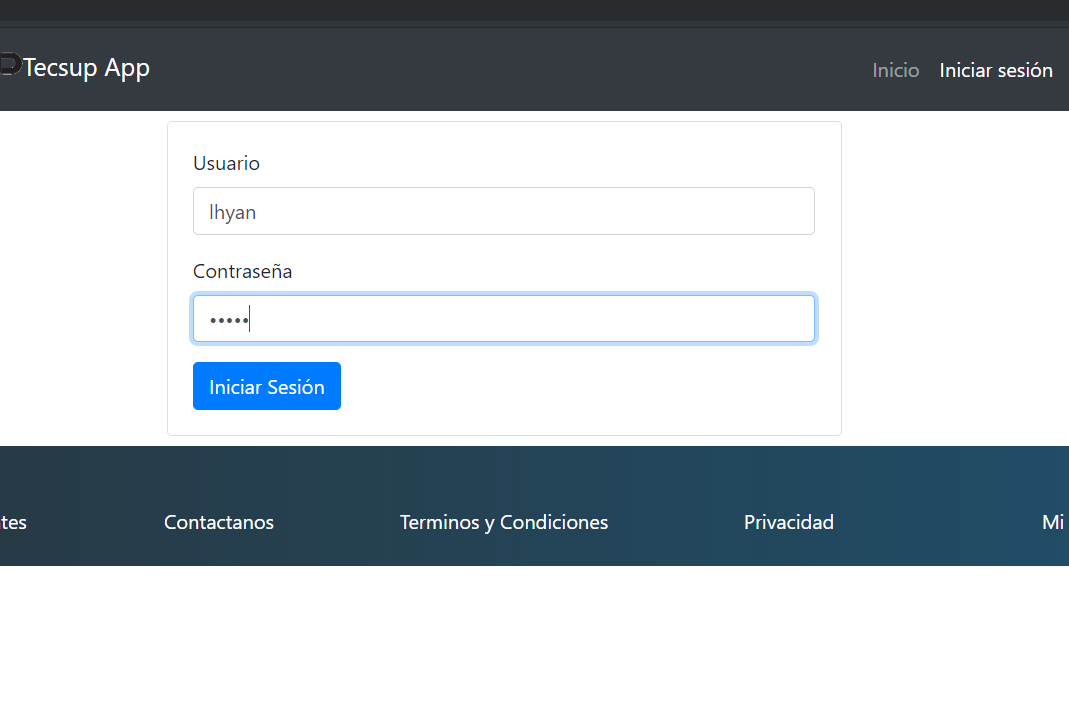 Tecsup App
Inicio Iniciar sesión
Usuario
lhyan
Contraseña
•••••
Iniciar Sesión
tes Contactanos Terminos y Condiciones Privacidad Mi